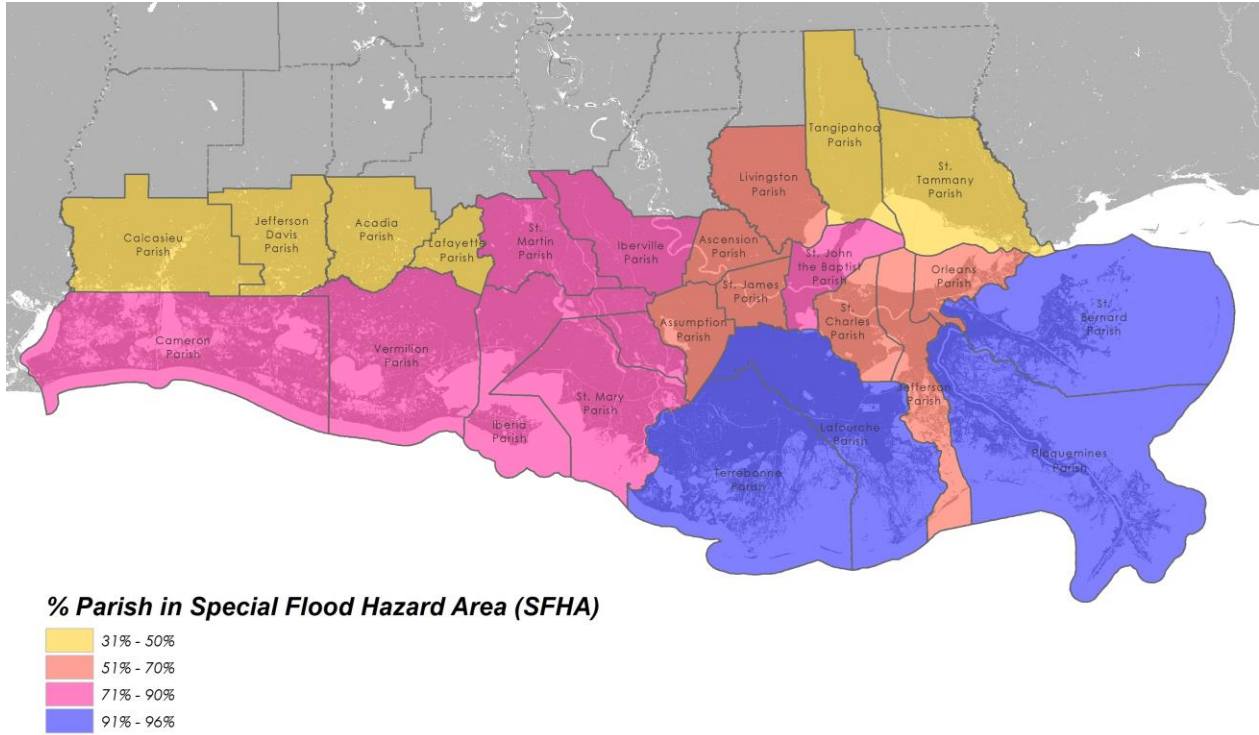 Tangipahoa
Parish
St.
Tammany
Parish
Livingston
Parish
Calcasieu
Parish
Jefferson
Davis
Parish
Acadia
Parish
Lafayette
Parish
St.
Martin
Parish
Iberville
Parish
Ascension
Parish
St. John
the Baptist
Parish
Orleans
Parish
St. James
Parish
St.
Bernard
Parish
Assumption
Parish
St.
Charles
Parish
Cameron
Parish
Vermilion
Parish
St. Mary
Parish
Iberia
Parish
Jefferson
Parish
Lafourche
Parish
Terrebonne
Parish
Plaquemines
Parish
% Parish in Special Flood Hazard Area (SFHA)
31% - 50%
51% - 70%
71% - 90%
91% - 96%